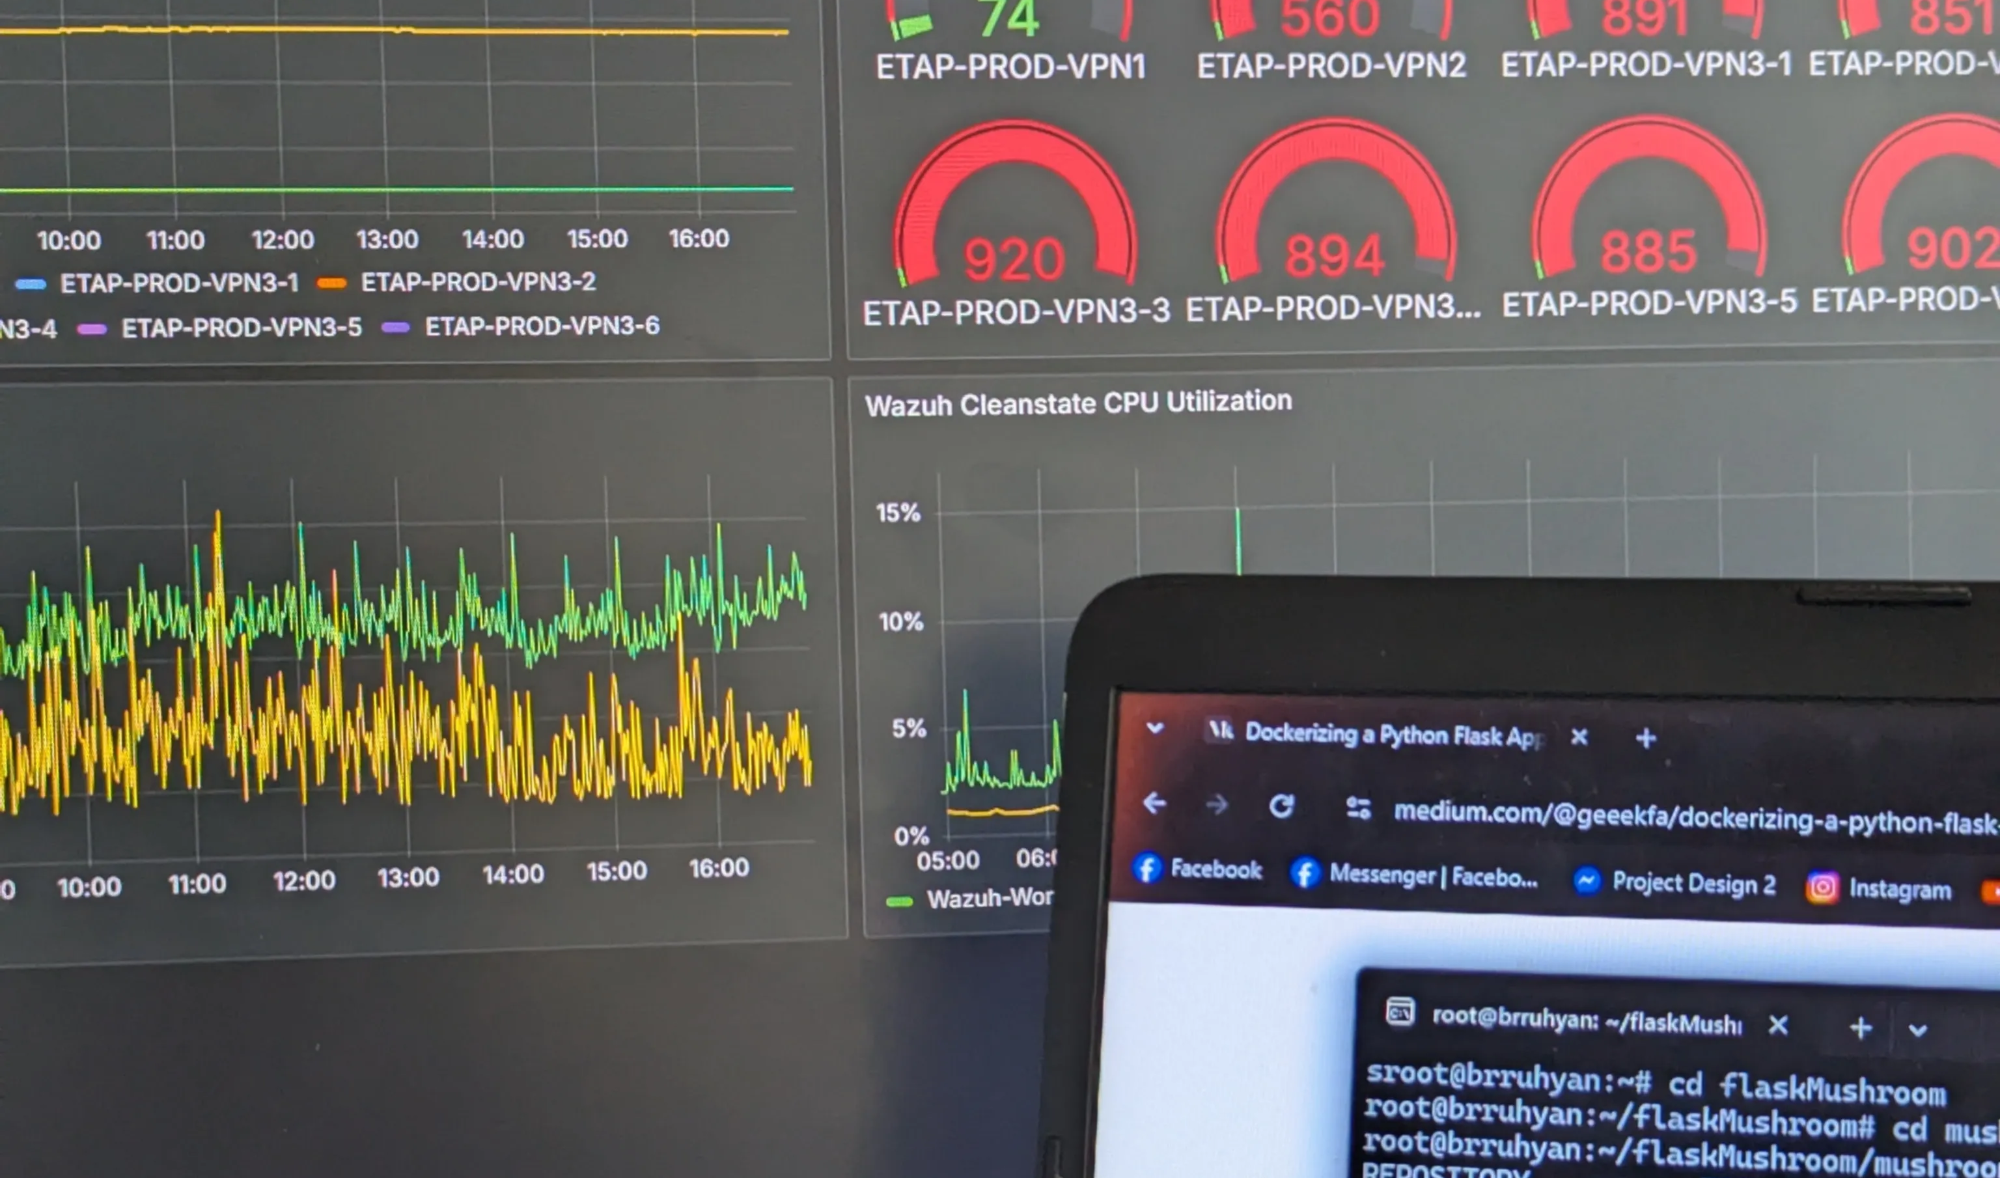 74
560
891
851
ETAP-PROD-VPN1
ETAP-PROD-VPN2
ETAP-PROD-VPN3-1
ETAP-PROD-V
920
894
885
902
ETAP-PROD-VPN3-3
ETAP-PROD-VPN3...
ETAP-PROD-VPN3-5
ETAP-PROD-V
10:00 11:00 12:00 13:00 14:00 15:00 16:00
ETAP-PROD-VPN3-1 ETAP-PROD-VPN3-2
N3-4 ETAP-PROD-VPN3-5 ETAP-PROD-VPN3-6
0 10:00 11:00 12:00 13:00 14:00 15:00 16:00
Wazuh Cleanstate CPU Utilization
15%
10%
5%
0%
05:00 06:0
Wazuh-Wor
Dockerizing a Python Flask App
medium.com/@geeekfa/dockerizing-a-python-flask-
Facebook Messenger | Facebo... Project Design 2 Instagram
root@brruhyan: ~/flaskMushr
sroot@brruhyan:~# cd flaskMushroom
root@brruhyan:~/flaskMushroom# cd mus
root@brruhyan:~/flaskMushroom/mushroo
REPOSITORY